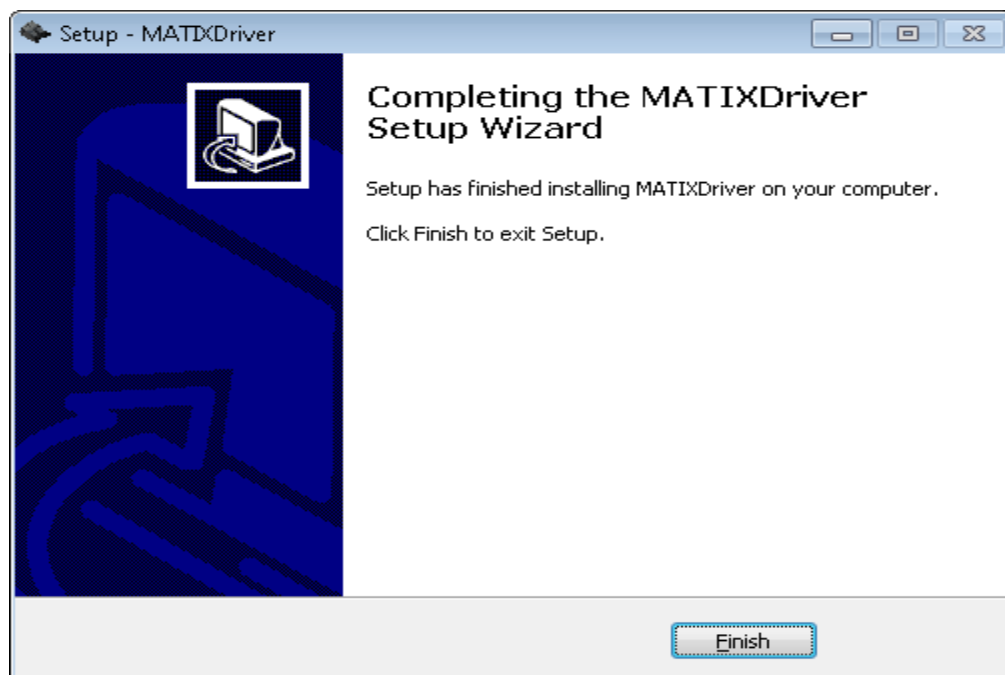 Setup - MATIXDriver
Completing the MATIXDriver
Setup Wizard
Setup has finished installing MATIXDriver on your computer.
Click Finish to exit Setup.
Finish